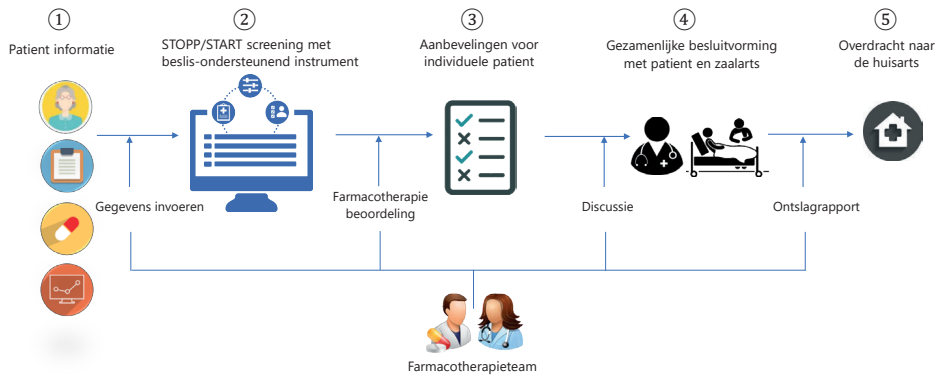 ①
Patient informatie
②
STOPP/START screening met
beslis-ondersteunend instrument
③
Aanbevelingen voor
individuele patient
④
Gezamenlijke besluitvorming
met patient en zaalarts
⑤
Overdracht naar
de huisarts
Gegevens invoeren
Farmacotherapie
beoordeling
Discussie
Ontslagrapport
Farmacotherapieteam